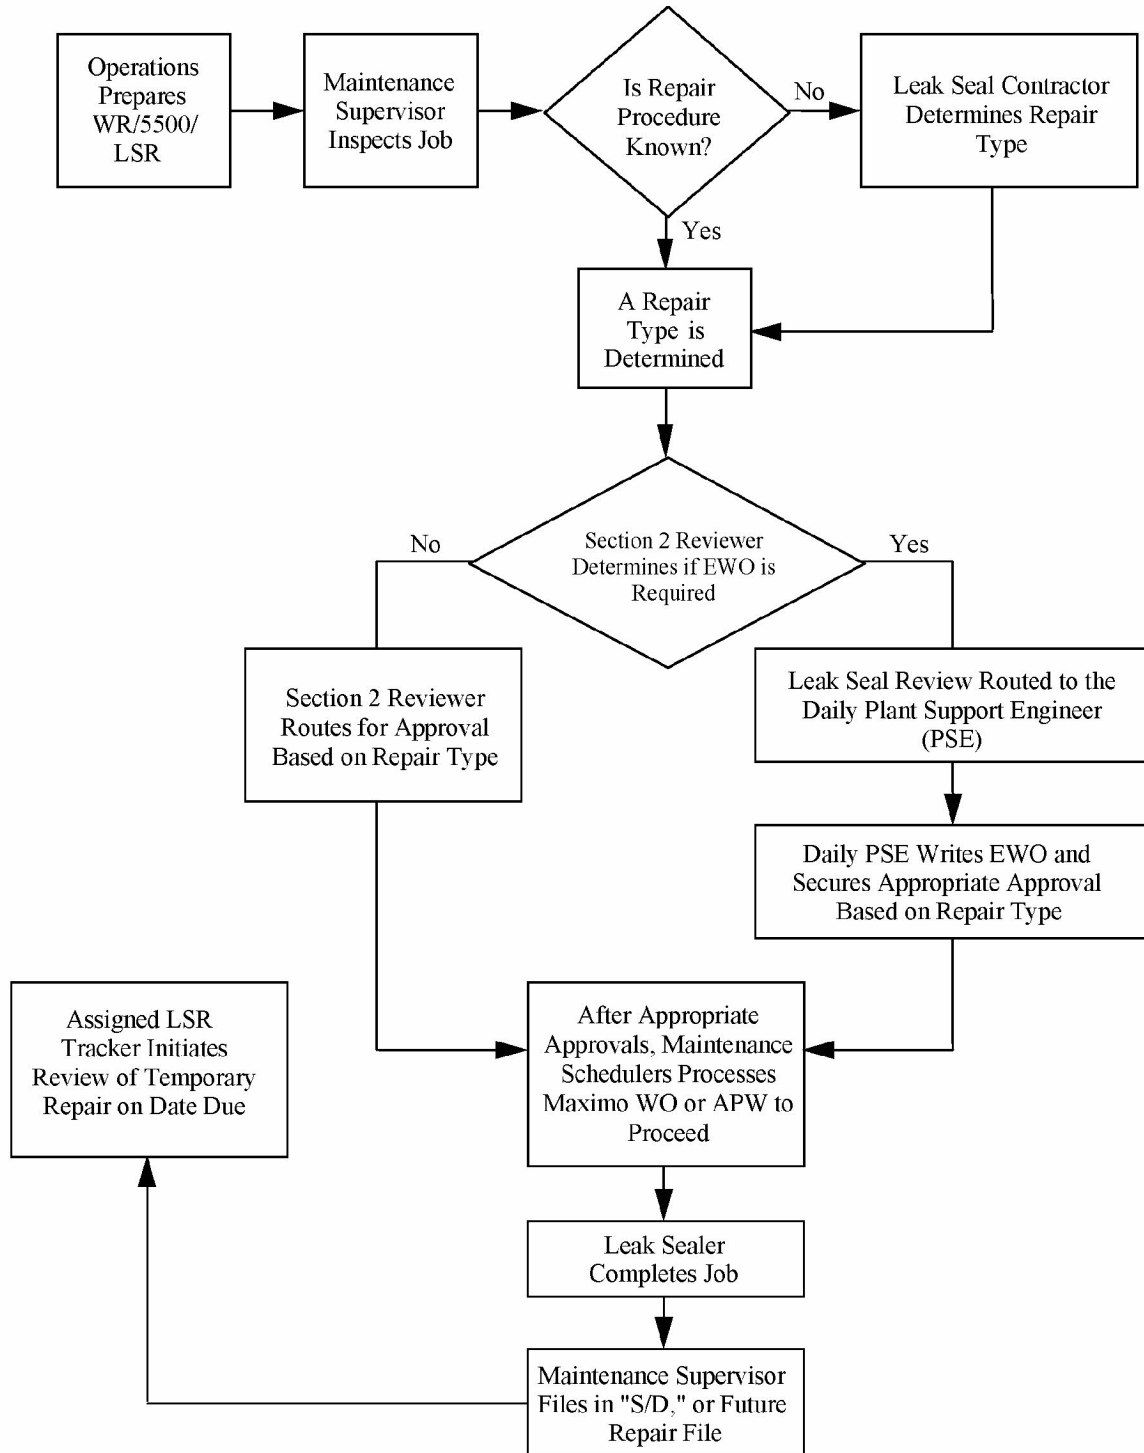 Operations
Prepares
WR/5500/
LSR
Maintenance
Supervisor
Inspects Job
Is Repair
Procedure
Known?
No
Leak Seal Contractor
Determines Repair
Type
Yes
A Repair
Type is
Determined
No
Section 2 Reviewer
Determines if EWO is
Required
Yes
Section 2 Reviewer
Routes for Approval
Based on Repair Type
Leak Seal Review Routed to the
Daily Plant Support Engineer
(PSE)
Daily PSE Writes EWO and
Secures Appropriate Approval
Based on Repair Type
Assigned LSR
Tracker Initiates
Review of Temporary
Repair on Date Due
After Appropriate
Approvals, Maintenance
Schedulers Processes
Maximo WO or APW to
Proceed
Leak Sealer
Completes Job
Maintenance Supervisor
Files in "S/D," or Future
Repair File